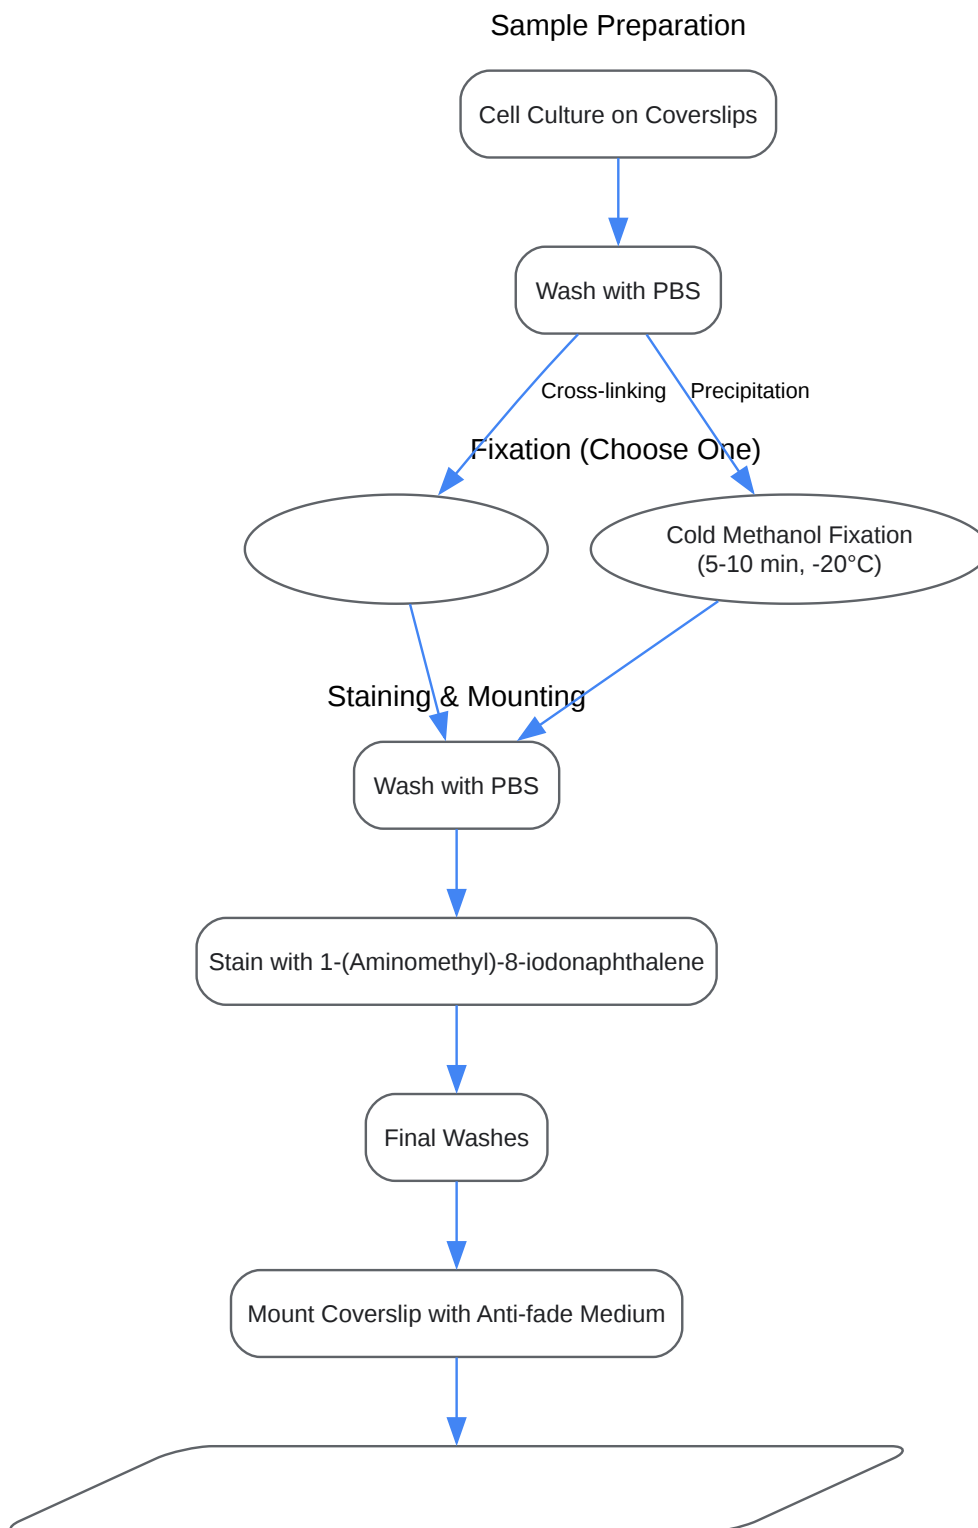 Sample Preparation
Cell Culture on Coverslips
Wash with PBS
Cross-linking
Precipitation
Fixation (Choose One)
Cold Methanol Fixation
(5-10 min, -20°C)
Staining & Mounting
Wash with PBS
Stain with 1-(Aminomethyl)-8-iodonaphthalene
Final Washes
Mount Coverslip with Anti-fade Medium